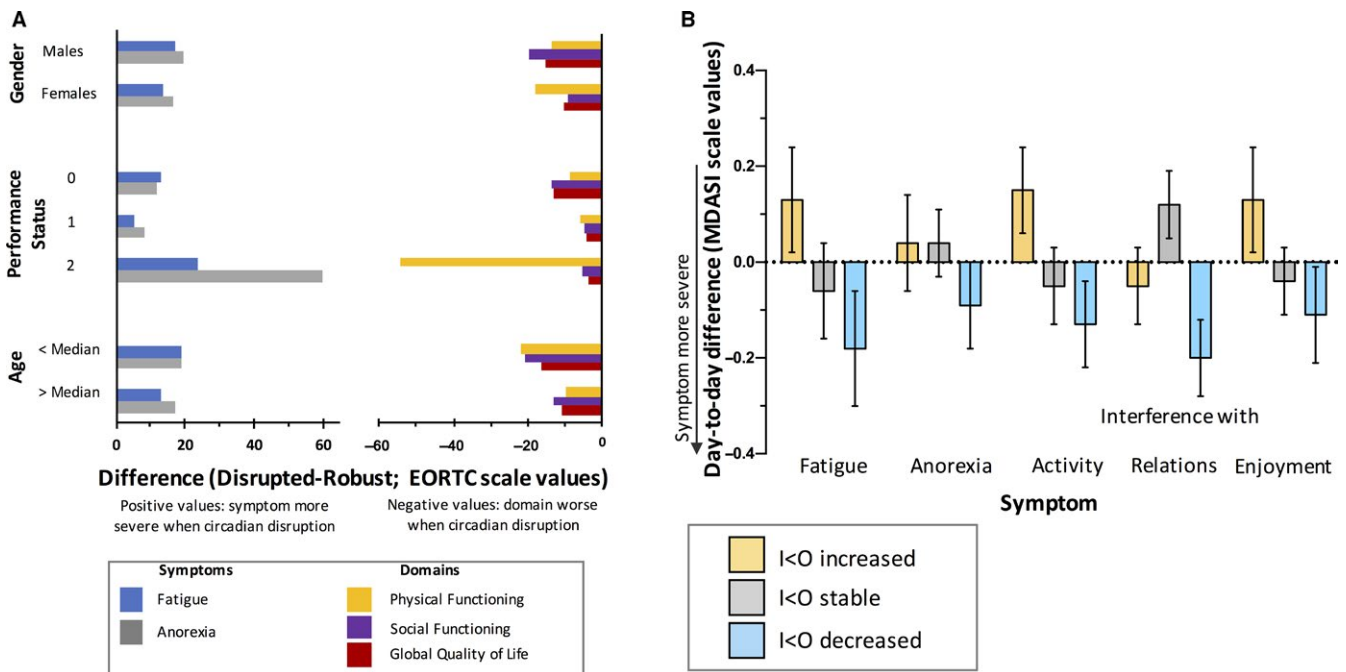 A
Gender
Males
Females
Performance
Status
0
1
2
Age
< Median
> Median
0
20
40
60
–60
–40
–20
0
Difference (Disrupted-Robust; EORTC scale values)
Positive values: symptom more
severe when circadian disruption
Negative values: domain worse
when circadian disruption
Symptoms
Fatigue
Anorexia
Domains
Physical Functioning
Social Functioning
Global Quality of Life
B
Symptom more severe
Day-to-day difference (MDASI scale values)
0.4
0.2
0.0
–0.2
–0.4
Interference with
Fatigue
Anorexia
Activity
Relations
Enjoyment
Symptom
I<O increased
I<O stable
I<O decreased